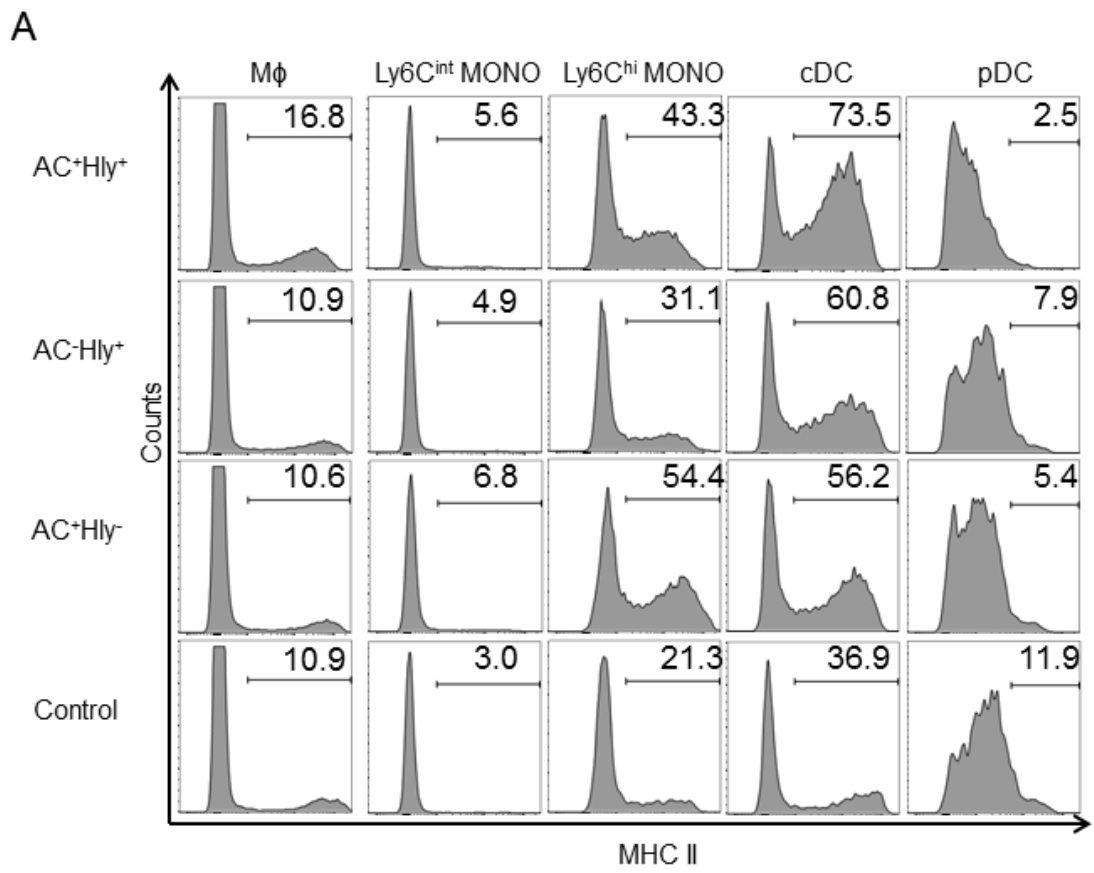 A
Mϕ Ly6Cint MONO Ly6Chi MONO cDC pDC
AC+Hly+ 16.8 5.6 43.3 73.5 2.5
AC-Hly+ 10.9 4.9 31.1 60.8 7.9
AC+Hly- 10.6 6.8 54.4 56.2 5.4
Control 10.9 3.0 21.3 36.9 11.9
Counts
MHC II